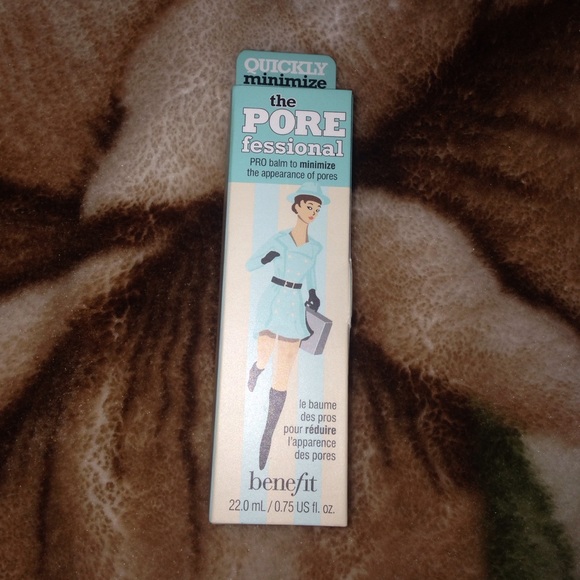 QUICKLY
minimize
the
PORE
fessional
PRO balm to minimize
the appearance of pores
le baume
des pros
pour réduire
l'apparence
des pores
benefit
22.0 mL / 0.75 US fl. oz.